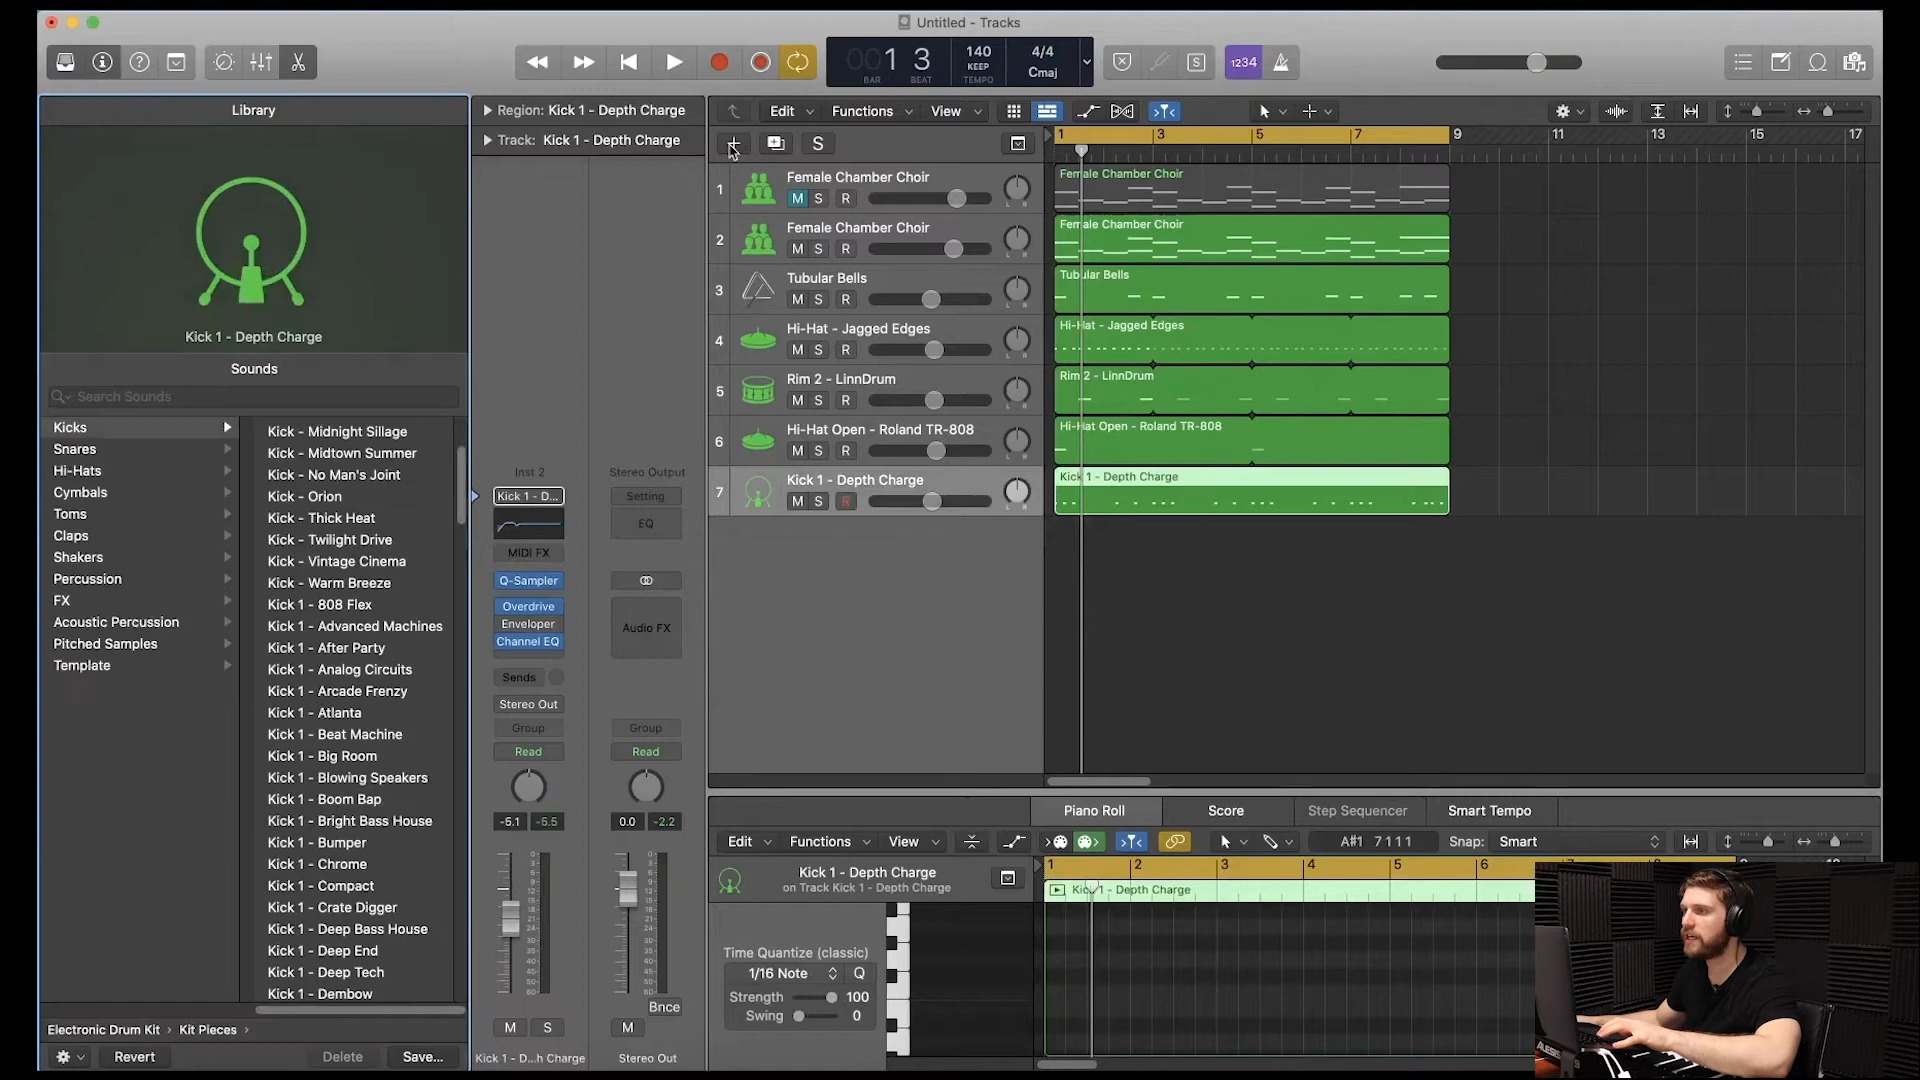 Untitled - Tracks
001 3
BAR BEAT
140
KEEP
TEMPO
4/4
Cmaj
S
1234
Library
Kick 1 - Depth Charge
Sounds
Search Sounds
Kicks
Snares
Hi-Hats
Cymbals
Toms
Claps
Shakers
Percussion
FX
Acoustic Percussion
Pitched Samples
Template
Kick - Midnight Sillage
Kick - Midtown Summer
Kick - No Man's Joint
Kick - Orion
Kick - Thick Heat
Kick - Twilight Drive
Kick - Vintage Cinema
Kick - Warm Breeze
Kick 1 - 808 Flex
Kick 1 - Advanced Machines
Kick 1 - After Party
Kick 1 - Analog Circuits
Kick 1 - Arcade Frenzy
Kick 1 - Atlanta
Kick 1 - Beat Machine
Kick 1 - Big Room
Kick 1 - Blowing Speakers
Kick 1 - Boom Bap
Kick 1 - Bright Bass House
Kick 1 - Bumper
Kick 1 - Chrome
Kick 1 - Compact
Kick 1 - Crate Digger
Kick 1 - Deep Bass House
Kick 1 - Deep End
Kick 1 - Deep Tech
Kick 1 - Dembow
Electronic Drum Kit Kit Pieces
Revert Delete Save...
Region: Kick 1 - Depth Charge
Track: Kick 1 - Depth Charge
Inst 2 Stereo Output
Kick 1 - D... Setting
EQ
MIDI FX
Q-Sampler
Overdrive
Enveloper
Channel EQ
Audio FX
Sends
Stereo Out
Group Group
Read Read
-5.1 -5.5 0.0 -2.2
Bnce
M S M
Kick 1 - D...h Charge Stereo Out
Edit Functions View
S
1 3 5 7 9 11 13 15 17
1 Female Chamber Choir
M S R
2 Female Chamber Choir
M S R
3 Tubular Bells
M S R
4 Hi-Hat - Jagged Edges
M S R
5 Rim 2 - LinnDrum
M S R
6 Hi-Hat Open - Roland TR-808
M S R
7 Kick 1 - Depth Charge
M S R
Female Chamber Choir
Female Chamber Choir
Tubular Bells
Hi-Hat - Jagged Edges
Rim 2 - LinnDrum
Hi-Hat Open - Roland TR-808
Kick 1 - Depth Charge
Piano Roll Score Step Sequencer Smart Tempo
Edit Functions View
A#1 7 1 1 1
Snap: Smart
1 2 3 4 5 6
Kick 1 - Depth Charge
on Track Kick 1 - Depth Charge
Kick 1 - Depth Charge
Time Quantize (classic)
1/16 Note Q
Strength 100
Swing 0
ALESIS